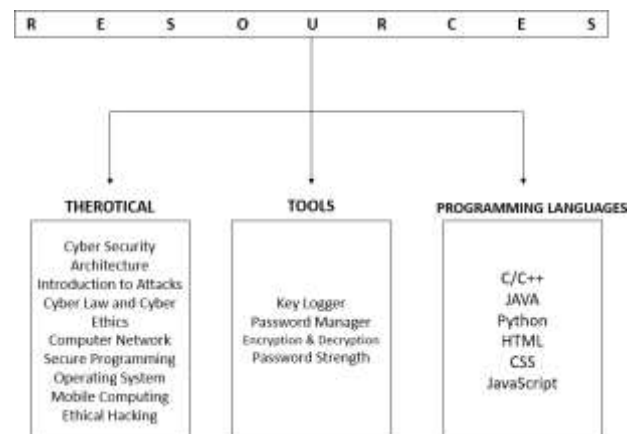 R E S O U R C E S
THEROTICAL
Cyber Security
Architecture
Introduction to Attacks
Cyber Law and Cyber
Ethics
Computer Network
Secure Programming
Operating System
Mobile Computing
Ethical Hacking
TOOLS
Key Logger
Password Manager
Encryption & Decryption
Password Strength
PROGRAMMING LANGUAGES
C/C++
JAVA
Python
HTML
CSS
JavaScript